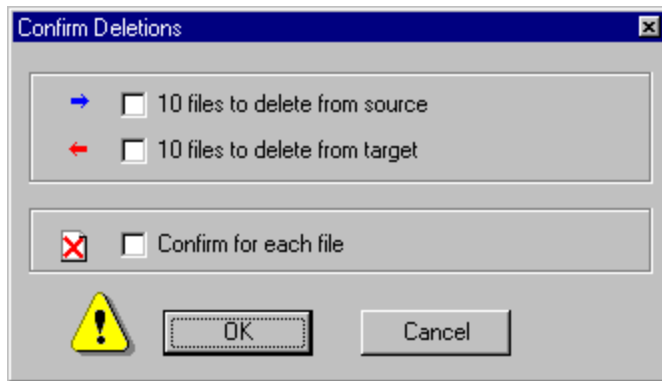 Confirm Deletions
10 files to delete from source
10 files to delete from target
Confirm for each file
OK
Cancel